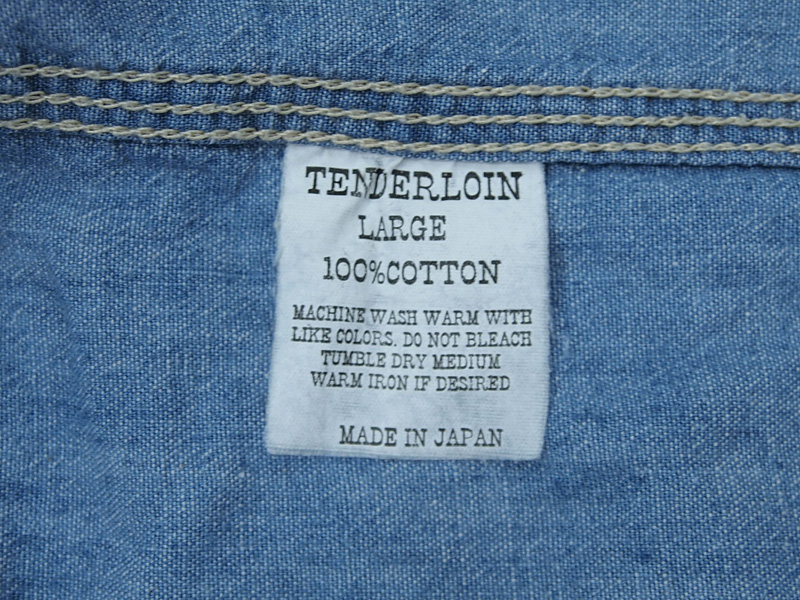 TENDERLOIN
LARGE
100%COTTON
MACHINE WASH WARM WITH
LIKE COLORS. DO NOT BLEACH
TUMBLE DRY MEDIUM
WARM IRON IF DESIRED
MADE IN JAPAN